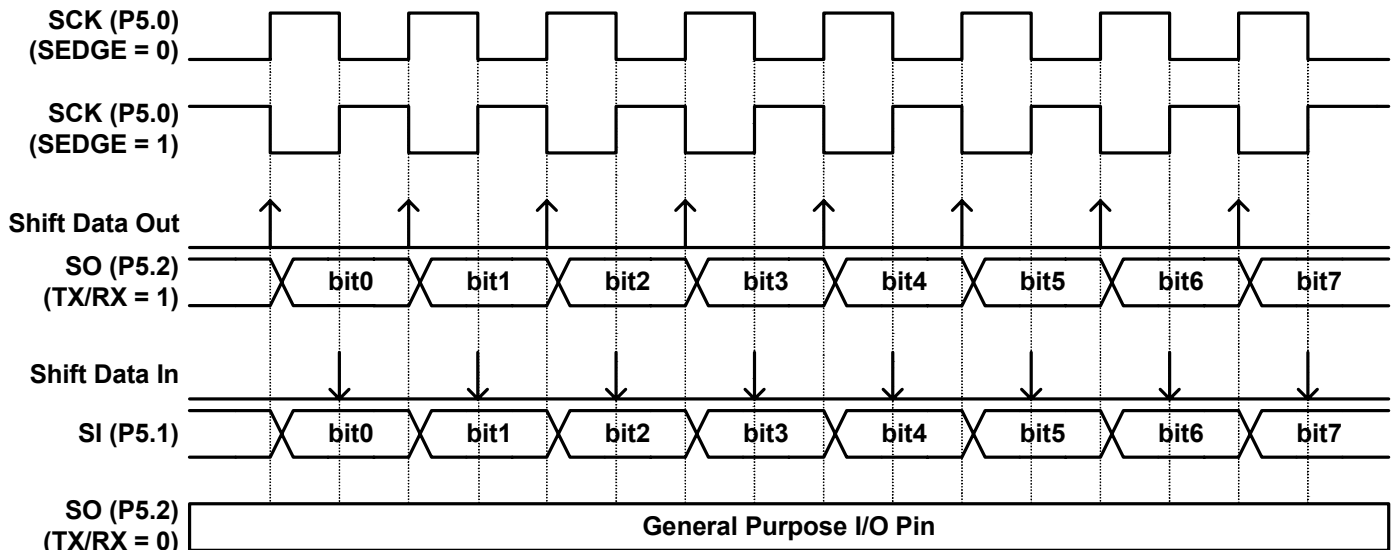 SCK (P5.0)
(SEDGE = 0)
SCK (P5.0)
(SEDGE = 1)
Shift Data Out
SO (P5.2)
(TX/RX = 1)
bit0 bit1 bit2 bit3 bit4 bit5 bit6 bit7
Shift Data In
SI (P5.1)
bit0 bit1 bit2 bit3 bit4 bit5 bit6 bit7
SO (P5.2)
(TX/RX = 0)
General Purpose I/O Pin